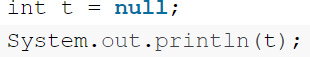 int t = null;
System.out.println(t);